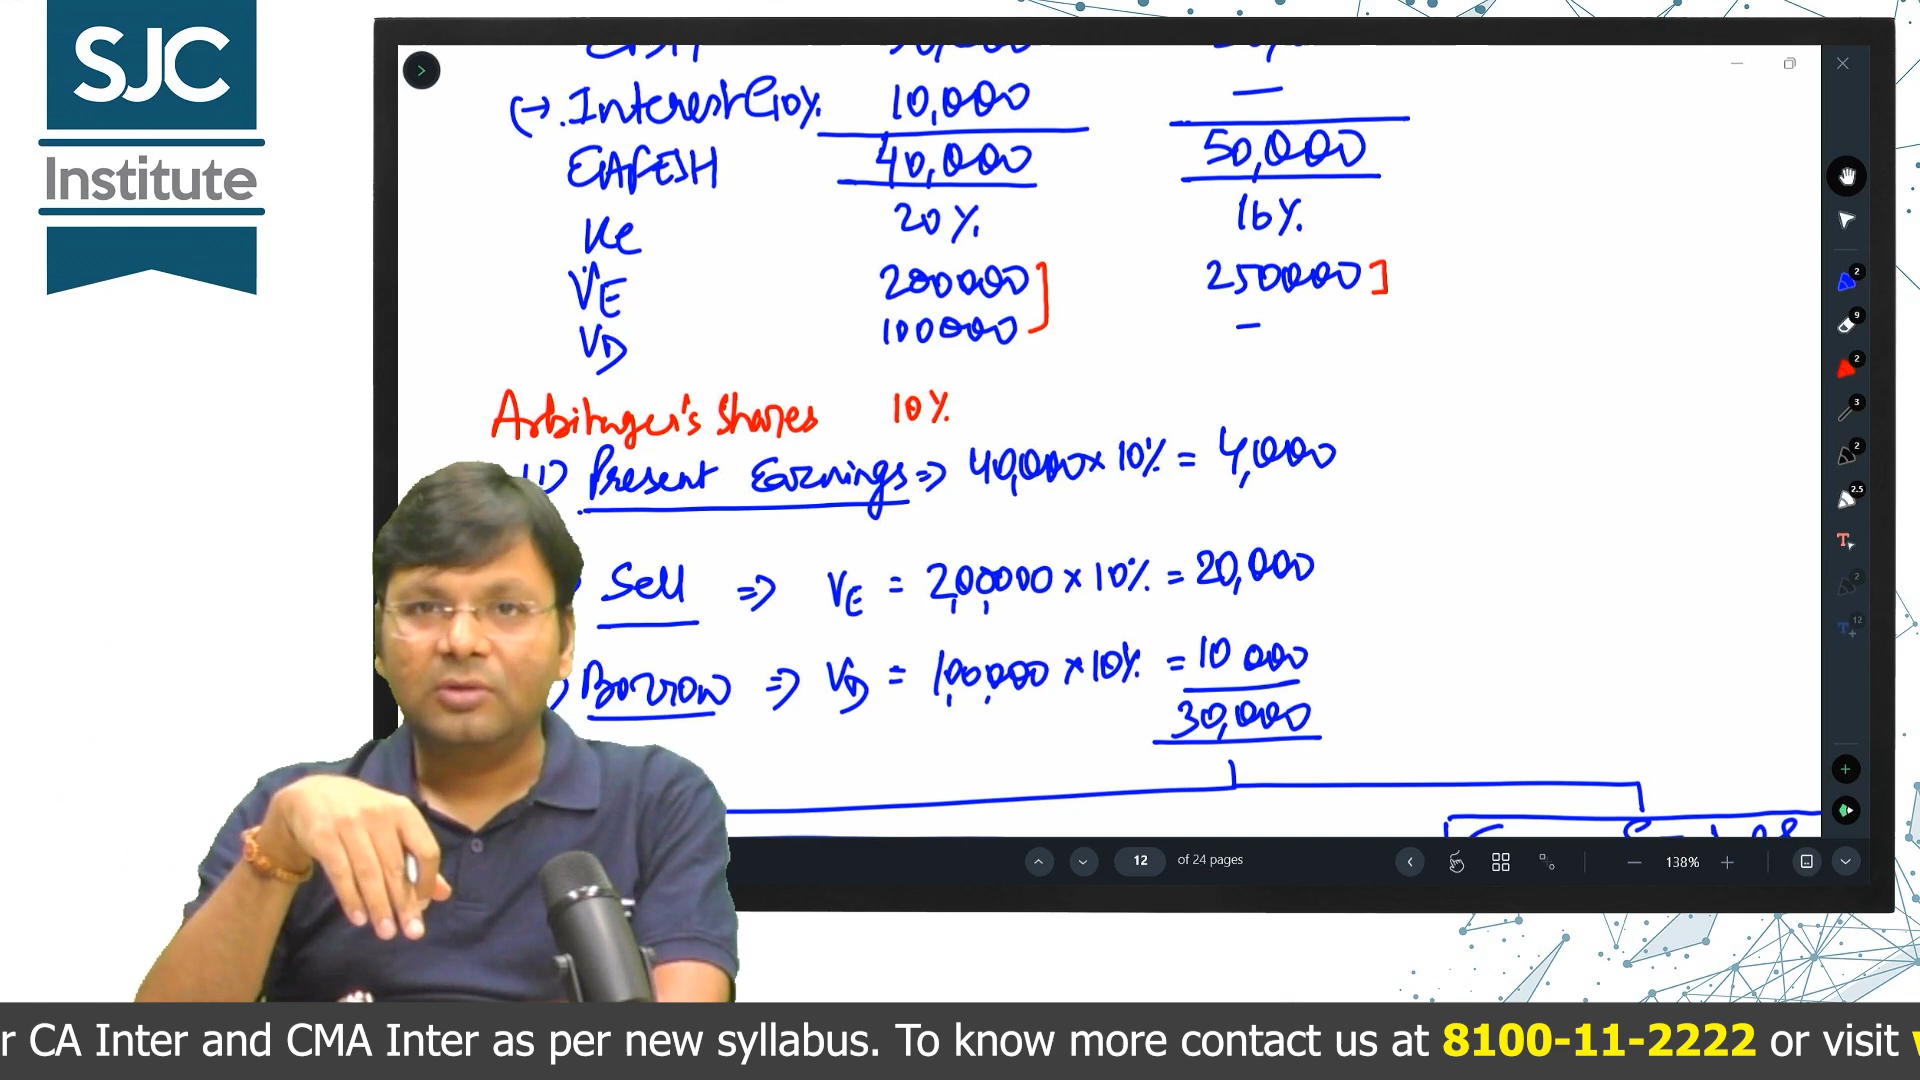 SJC
Institute
(-) Interest @10%. 10,000 —
EAFESH 40,000 50,000
Ke 20%. 16%.
VE 200000] 250000]
VD 100000 —
Arbitrager's shares 10%
(1) Present Earnings => 40,000 x 10% = 4,000
Sell => VE = 2,00,000 x 10% = 20,000
Borrow => VD = 1,00,000 x 10% = 10 000
30,000
12 of 24 pages 138%
r CA Inter and CMA Inter as per new syllabus. To know more contact us at 8100-11-2222 or visit